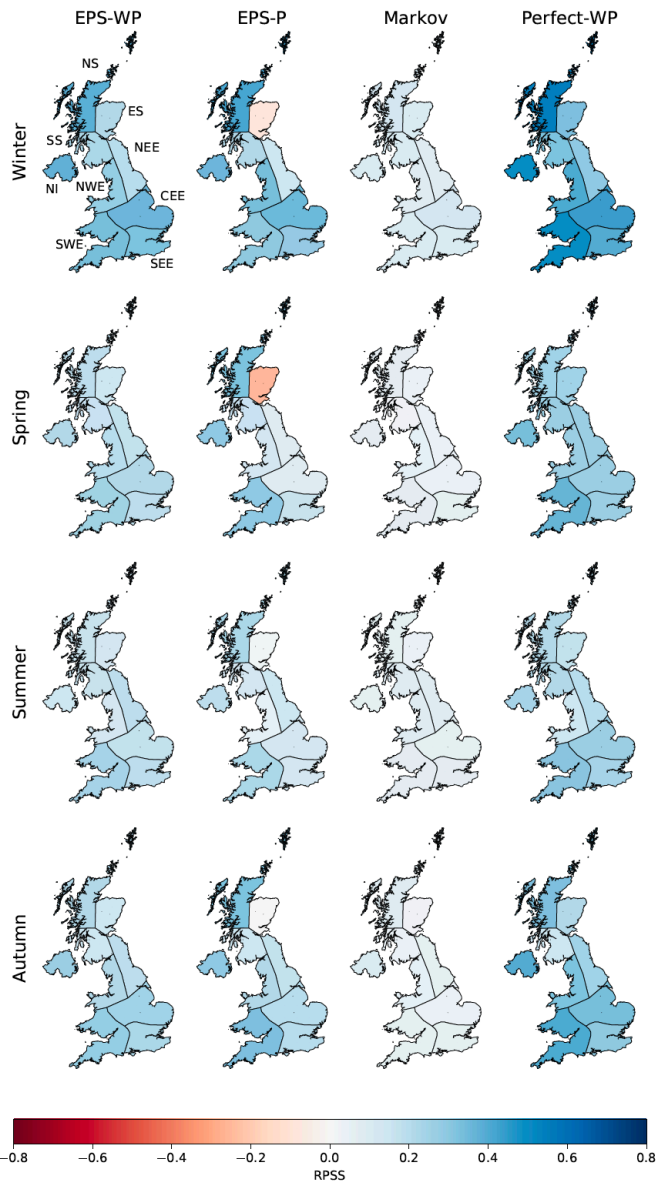 EPS-WP EPS-P Markov Perfect-WP
Winter
NS
ES
SS
NEE
NI
NWE
CEE
SWE
SEE
Spring
Summer
Autumn
−0.8 −0.6 −0.4 −0.2 0.0 0.2 0.4 0.6 0.8
RPSS